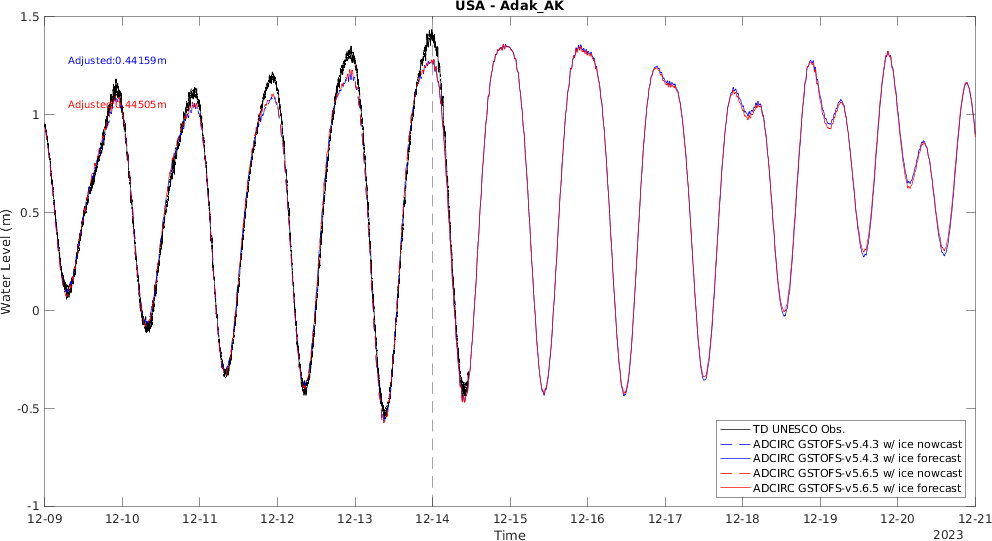 USA - Adak_AK
1.5
1
0.5
0
-0.5
-1
Water Level (m)
Adjusted:0.44159m
Adjusted:0.44505m
TD UNESCO Obs.
ADCIRC GSTOFS-v5.4.3 w/ ice nowcast
ADCIRC GSTOFS-v5.4.3 w/ ice forecast
ADCIRC GSTOFS-v5.6.5 w/ ice nowcast
ADCIRC GSTOFS-v5.6.5 w/ ice forecast
12-09 12-10 12-11 12-12 12-13 12-14 12-15 12-16 12-17 12-18 12-19 12-20 12-21
Time
2023